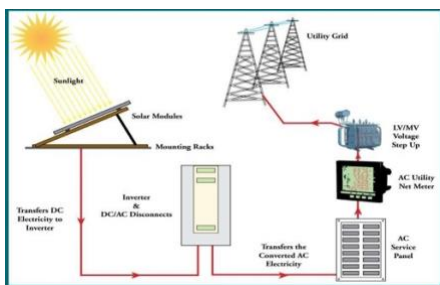 Sunlight
Solar Modules
Mounting Racks
Transfers DC
Electricity to
Inverter
Inverter
&
DC/AC Disconnects
Transfers the
Converted AC
Electricity
AC
Service
Panel
AC Utility
Net Meter
LV/MV
Voltage
Step Up
Utility Grid